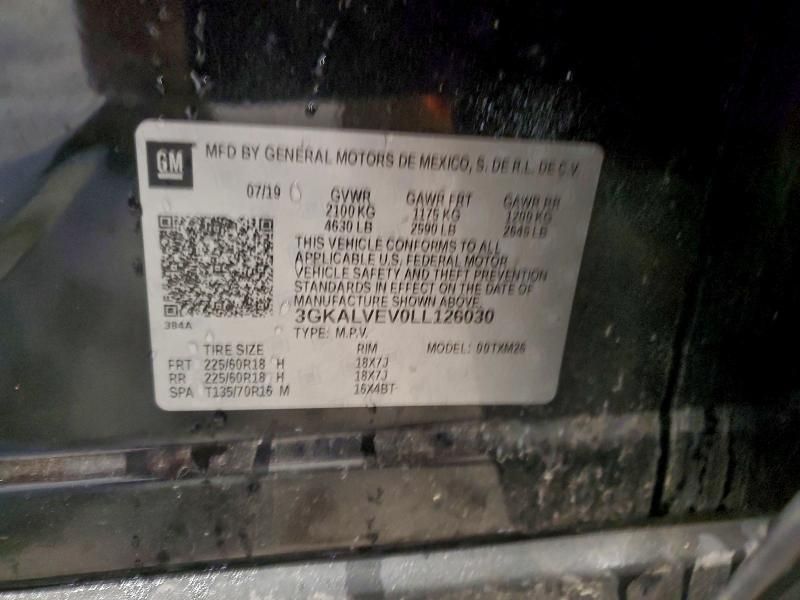 GM MFD BY GENERAL MOTORS DE MEXICO, S. DE R.L. DE C.V.
07/19 GVWR GAWR FRT GAWR RR
2100 KG 1175 KG 1200 KG
4630 LB 2590 LB 2645 LB
THIS VEHICLE CONFORMS TO ALL
APPLICABLE U.S. FEDERAL MOTOR
VEHICLE SAFETY AND THEFT PREVENTION
STANDARDS IN EFFECT ON THE DATE OF
MANUFACTURE SHOWN ABOVE.
3GKALVEV0LL126030
384A
TYPE: M.P.V.
TIRE SIZE RIM MODEL: 00TXM26
FRT 225/60R18 H 18X7J
RR 225/60R18 H 18X7J
SPA T135/70R16 M 16X4BT